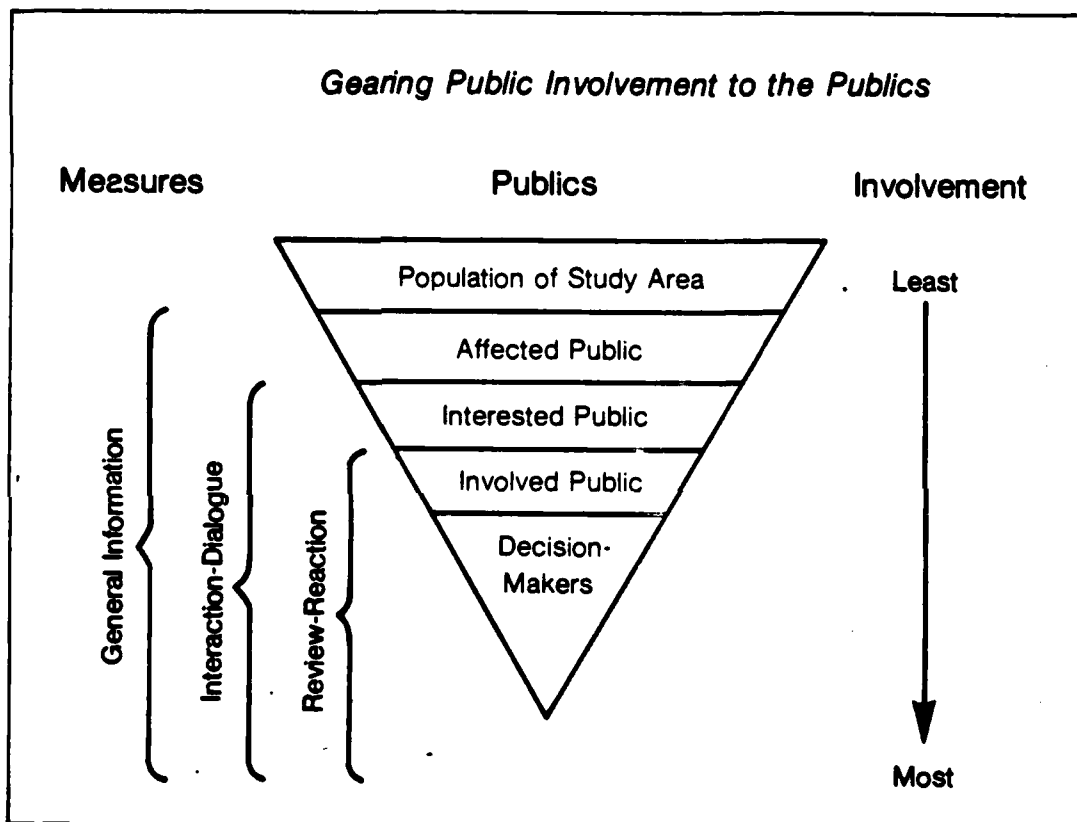 Gearing Public Involvement to the Publics
Measures
Publics
Involvement
Population of Study Area
Affected Public
Interested Public
Involved Public
Decision-
Makers
General Information
Interaction-Dialogue
Review-Reaction
Least
Most